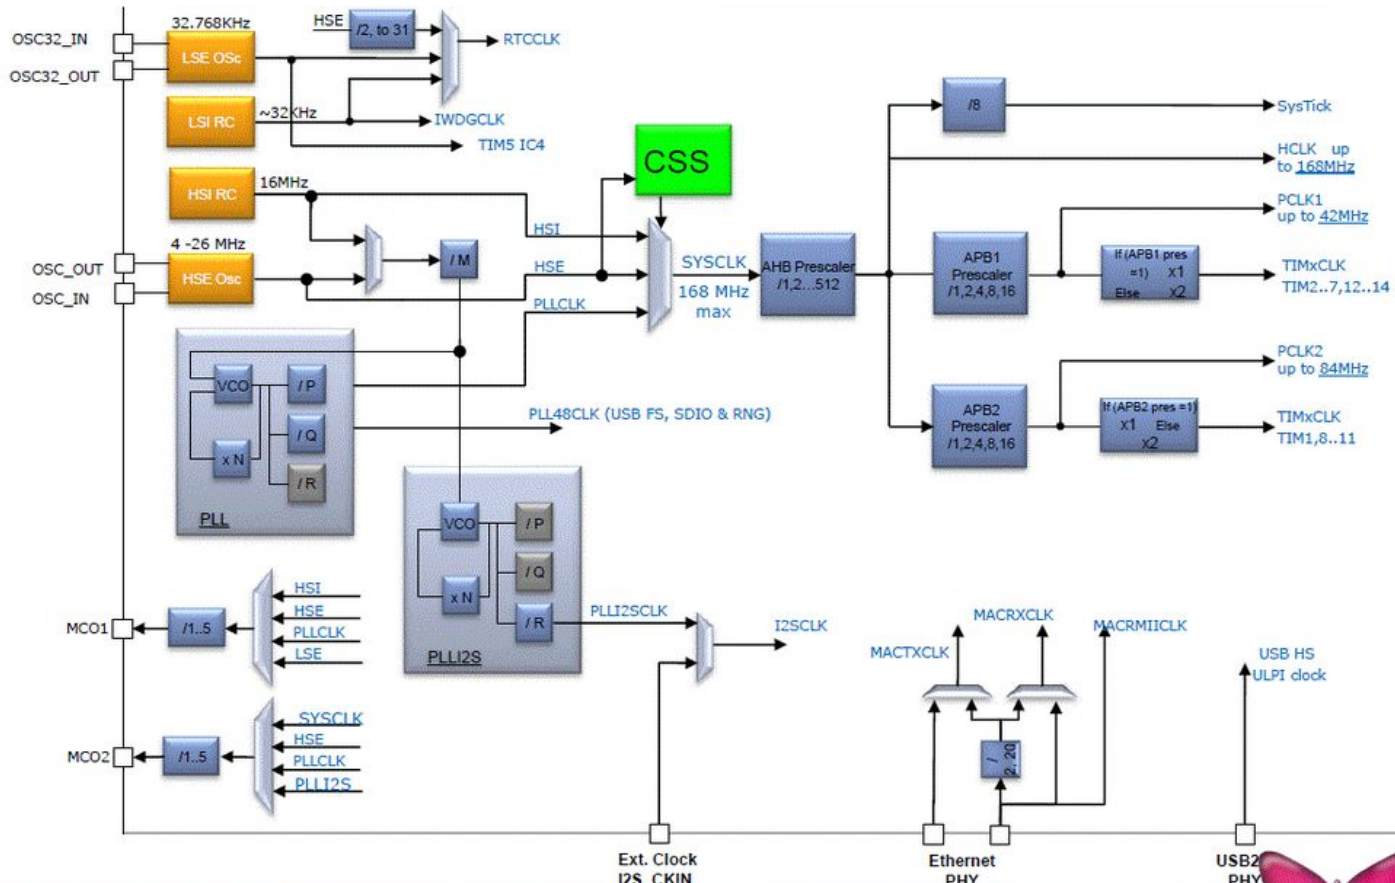 32.768KHz
HSE
/2, to 31
RTCCLK
OSC32_IN
LSE OSc
OSC32_OUT
LSI RC
~32KHz
IWDGCLK
TIM5 IC4
/8
SysTick
CSS
HCLK up
to 168MHz
HSI RC
16MHz
PCLK1
up to 42MHz
HSI
4 -26 MHz
OSC_OUT
HSE Osc
OSC_IN
/ M
HSE
SYSCLK
168 MHz
max
AHB Prescaler
/1,2...512
APB1
Prescaler
/1,2,4,8,16
If (APB1 pres
=1) x1
Else x2
TIMxCLK
TIM2..7,12..14
PLLCLK
PCLK2
up to 84MHz
VCO
/ P
/ Q
x N
/ R
PLL
PLL48CLK (USB FS, SDIO & RNG)
APB2
Prescaler
/1,2,4,8,16
If (APB2 pres =1)
x1 Else
x2
TIMxCLK
TIM1,8..11
VCO
/ P
/ Q
x N
/ R
PLLI2S
PLLI2SCLK
I2SCLK
HSI
HSE
PLLCLK
LSE
MCO1
/1..5
MACRXCLK
MACRMIICLK
MACTXCLK
USB HS
ULPI clock
SYSCLK
HSE
PLLCLK
PLLI2S
MCO2
/1..5
/
2, 20
Ext. Clock
I2S_CKIN
Ethernet
PHY
USB2
PHY